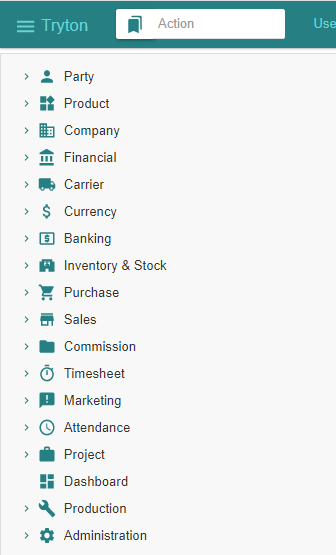 Tryton
Action
Use
Party
Product
Company
Financial
Carrier
Currency
Banking
Inventory & Stock
Purchase
Sales
Commission
Timesheet
Marketing
Attendance
Project
Dashboard
Production
Administration